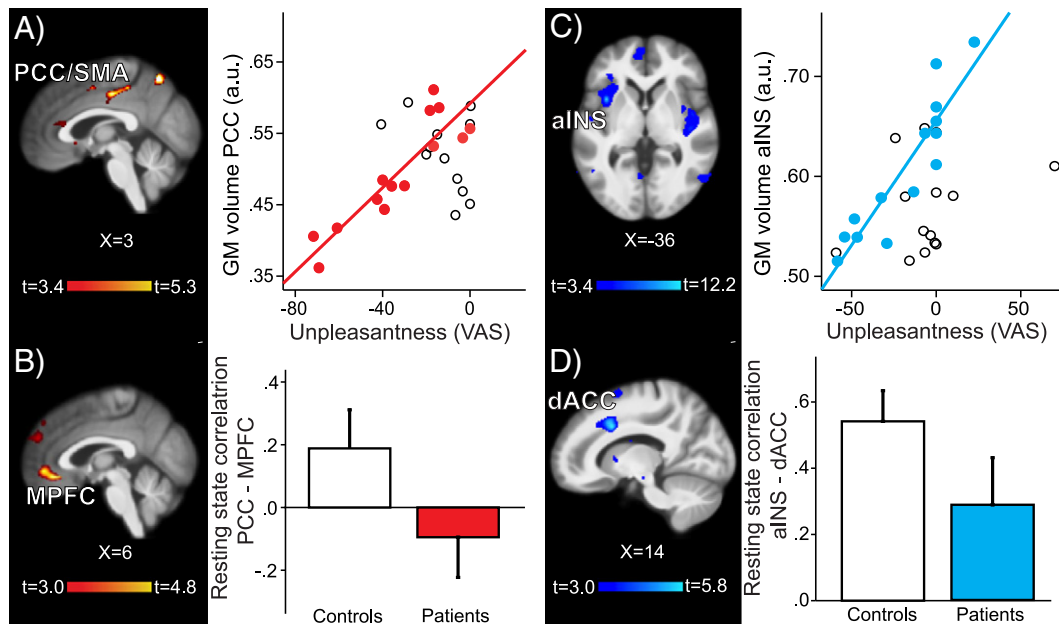 A)
PCC/SMA
X=3
t=3.4 t=5.3
GM volume PCC (a.u.)
.65
.55
.45
.35
-80 -40 0
Unpleasantness (VAS)
C)
aINS
X=-36
t=3.4 t=12.2
GM volume aINS (a.u.)
.70
.60
.50
-50 0 50
Unpleasantness (VAS)
B)
MPFC
X=6
t=3.0 t=4.8
Resting state correlatrion
PCC - MPFC
.4
.2
.0
-.2
Controls Patients
D)
dACC
X=14
t=3.0 t=5.8
Resting state correlation
aINS - dACC
.6
.4
.2
.0
Controls Patients